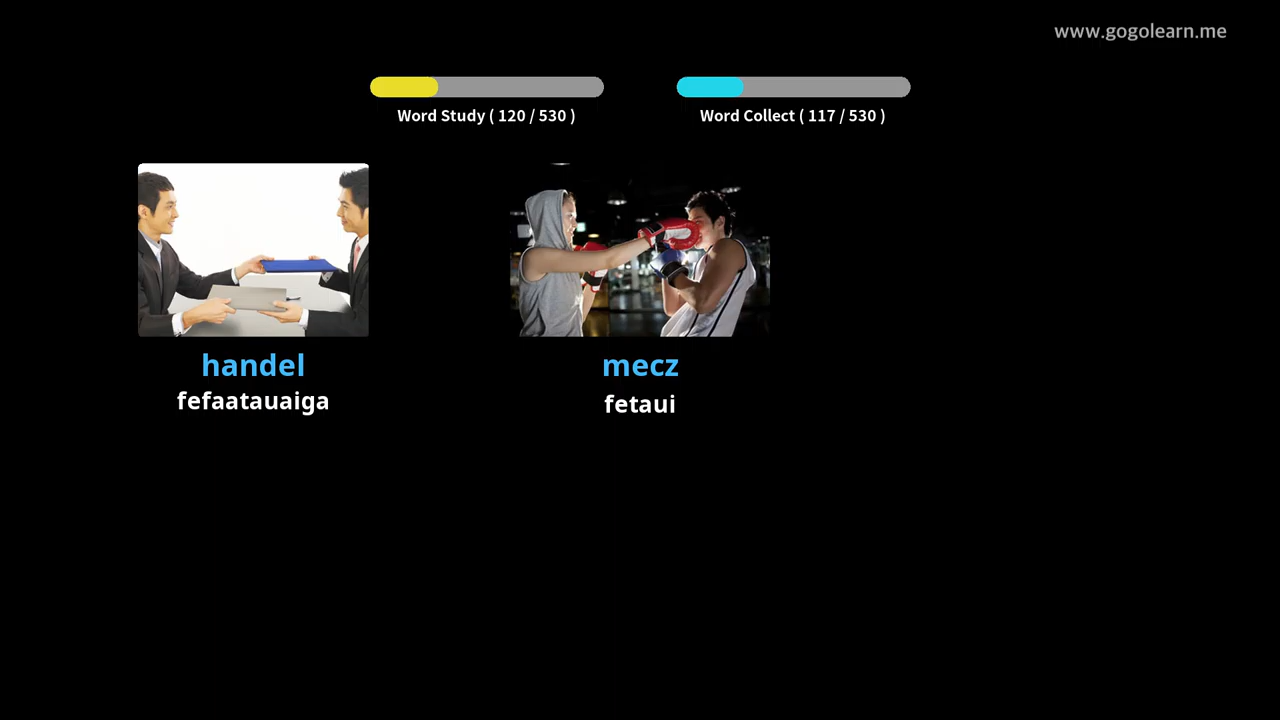 www.gogolearn.me
Word Study ( 120 / 530 )
Word Collect ( 117 / 530 )
handel
fefaatauaiga
mecz
fetaui